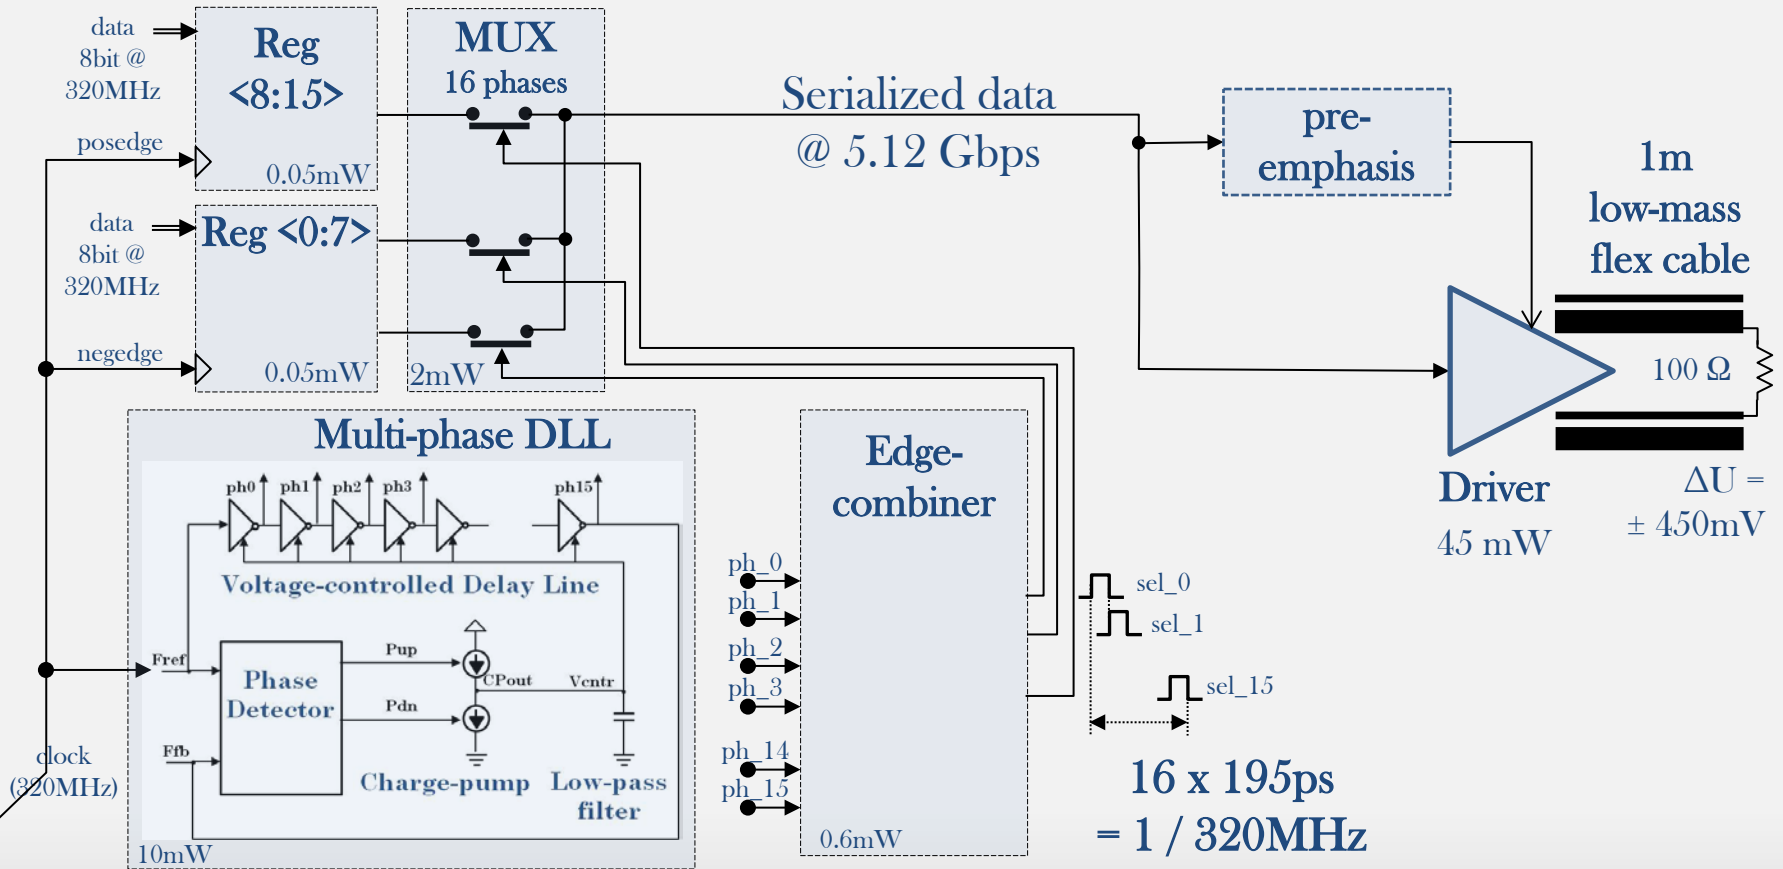 data
8bit @
320MHz
posedge
Reg
<8:15>
0.05mW
data
8bit @
320MHz
negedge
Reg <0:7>
0.05mW
MUX
16 phases
2mW
Serialized data
@ 5.12 Gbps
pre-
emphasis
1m
low-mass
flex cable
100 Ω
Driver
45 mW
ΔU =
± 450mV
Multi-phase DLL
ph0
ph1
ph2
ph3
ph15
Voltage-controlled Delay Line
Fref
Phase
Detector
Pup
CPout
Vcntr
Pdn
Ffb
Charge-pump
Low-pass
filter
10mW
clock
(320MHz)
Edge-
combiner
ph_0
ph_1
ph_2
ph_3
ph_14
ph_15
0.6mW
sel_0
sel_1
sel_15
16 x 195ps
= 1 / 320MHz